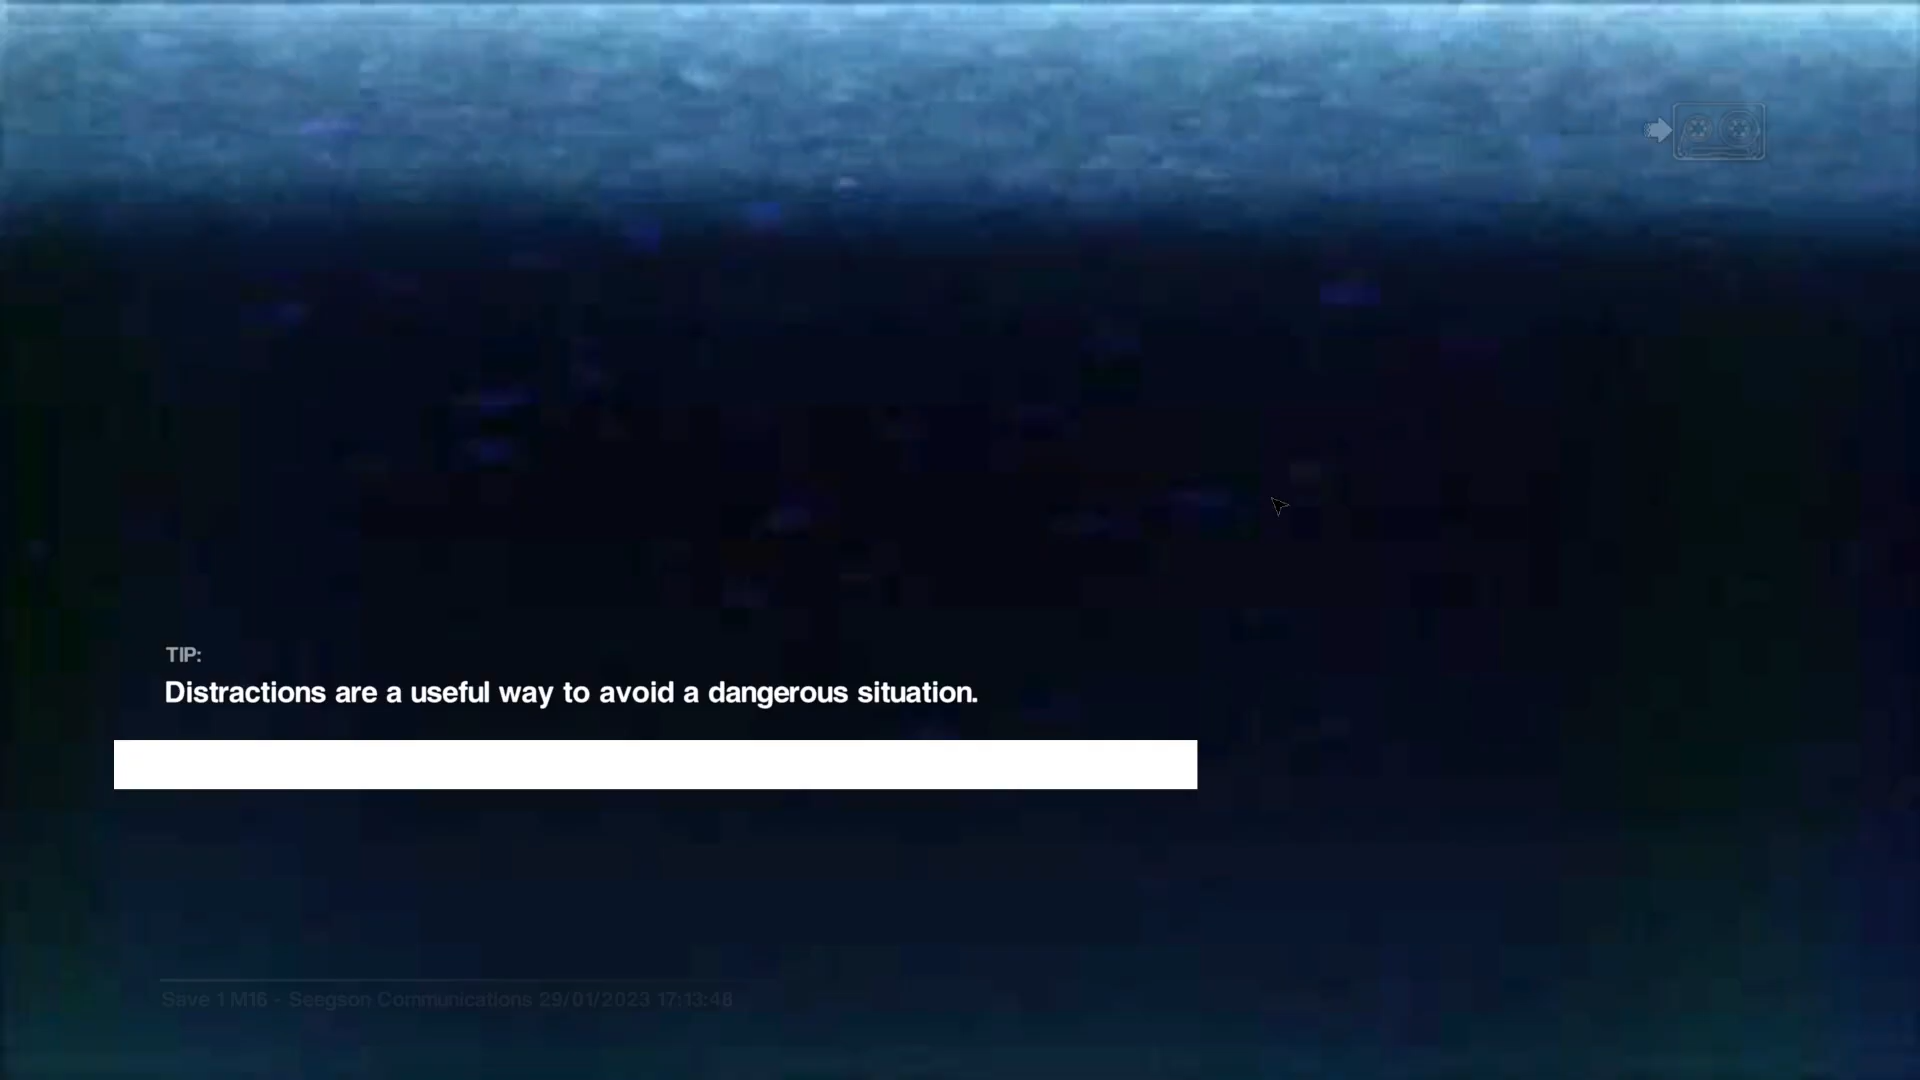 TIP:
Distractions are a useful way to avoid a dangerous situation.
Save 1 M16 - Seegson Communications 29/01/2023 17:13:48